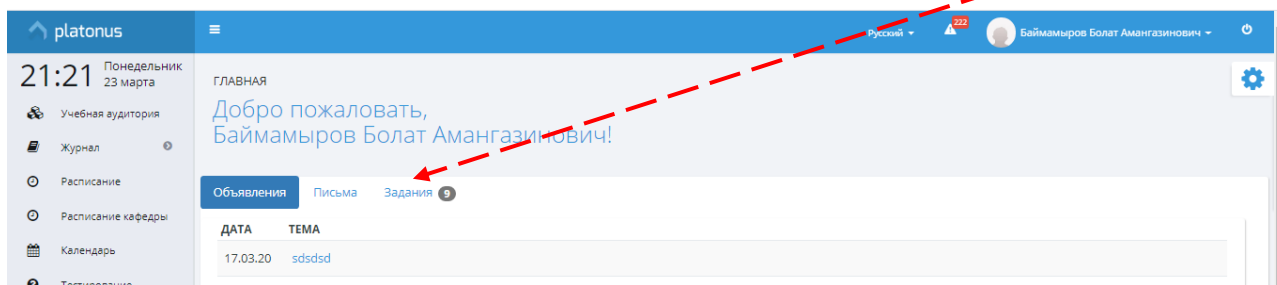 platonus
Русский
222
Баймамыров Болат Амангазинович
21:21
Понедельник
23 марта
Учебная аудитория
Журнал
Расписание
Расписание кафедры
Календарь
Тестирование
ГЛАВНАЯ
Добро пожаловать,
Баймамыров Болат Амангазинович!
Объявления Письма Задания 9
ДАТА ТЕМА
17.03.20 sdsdsd